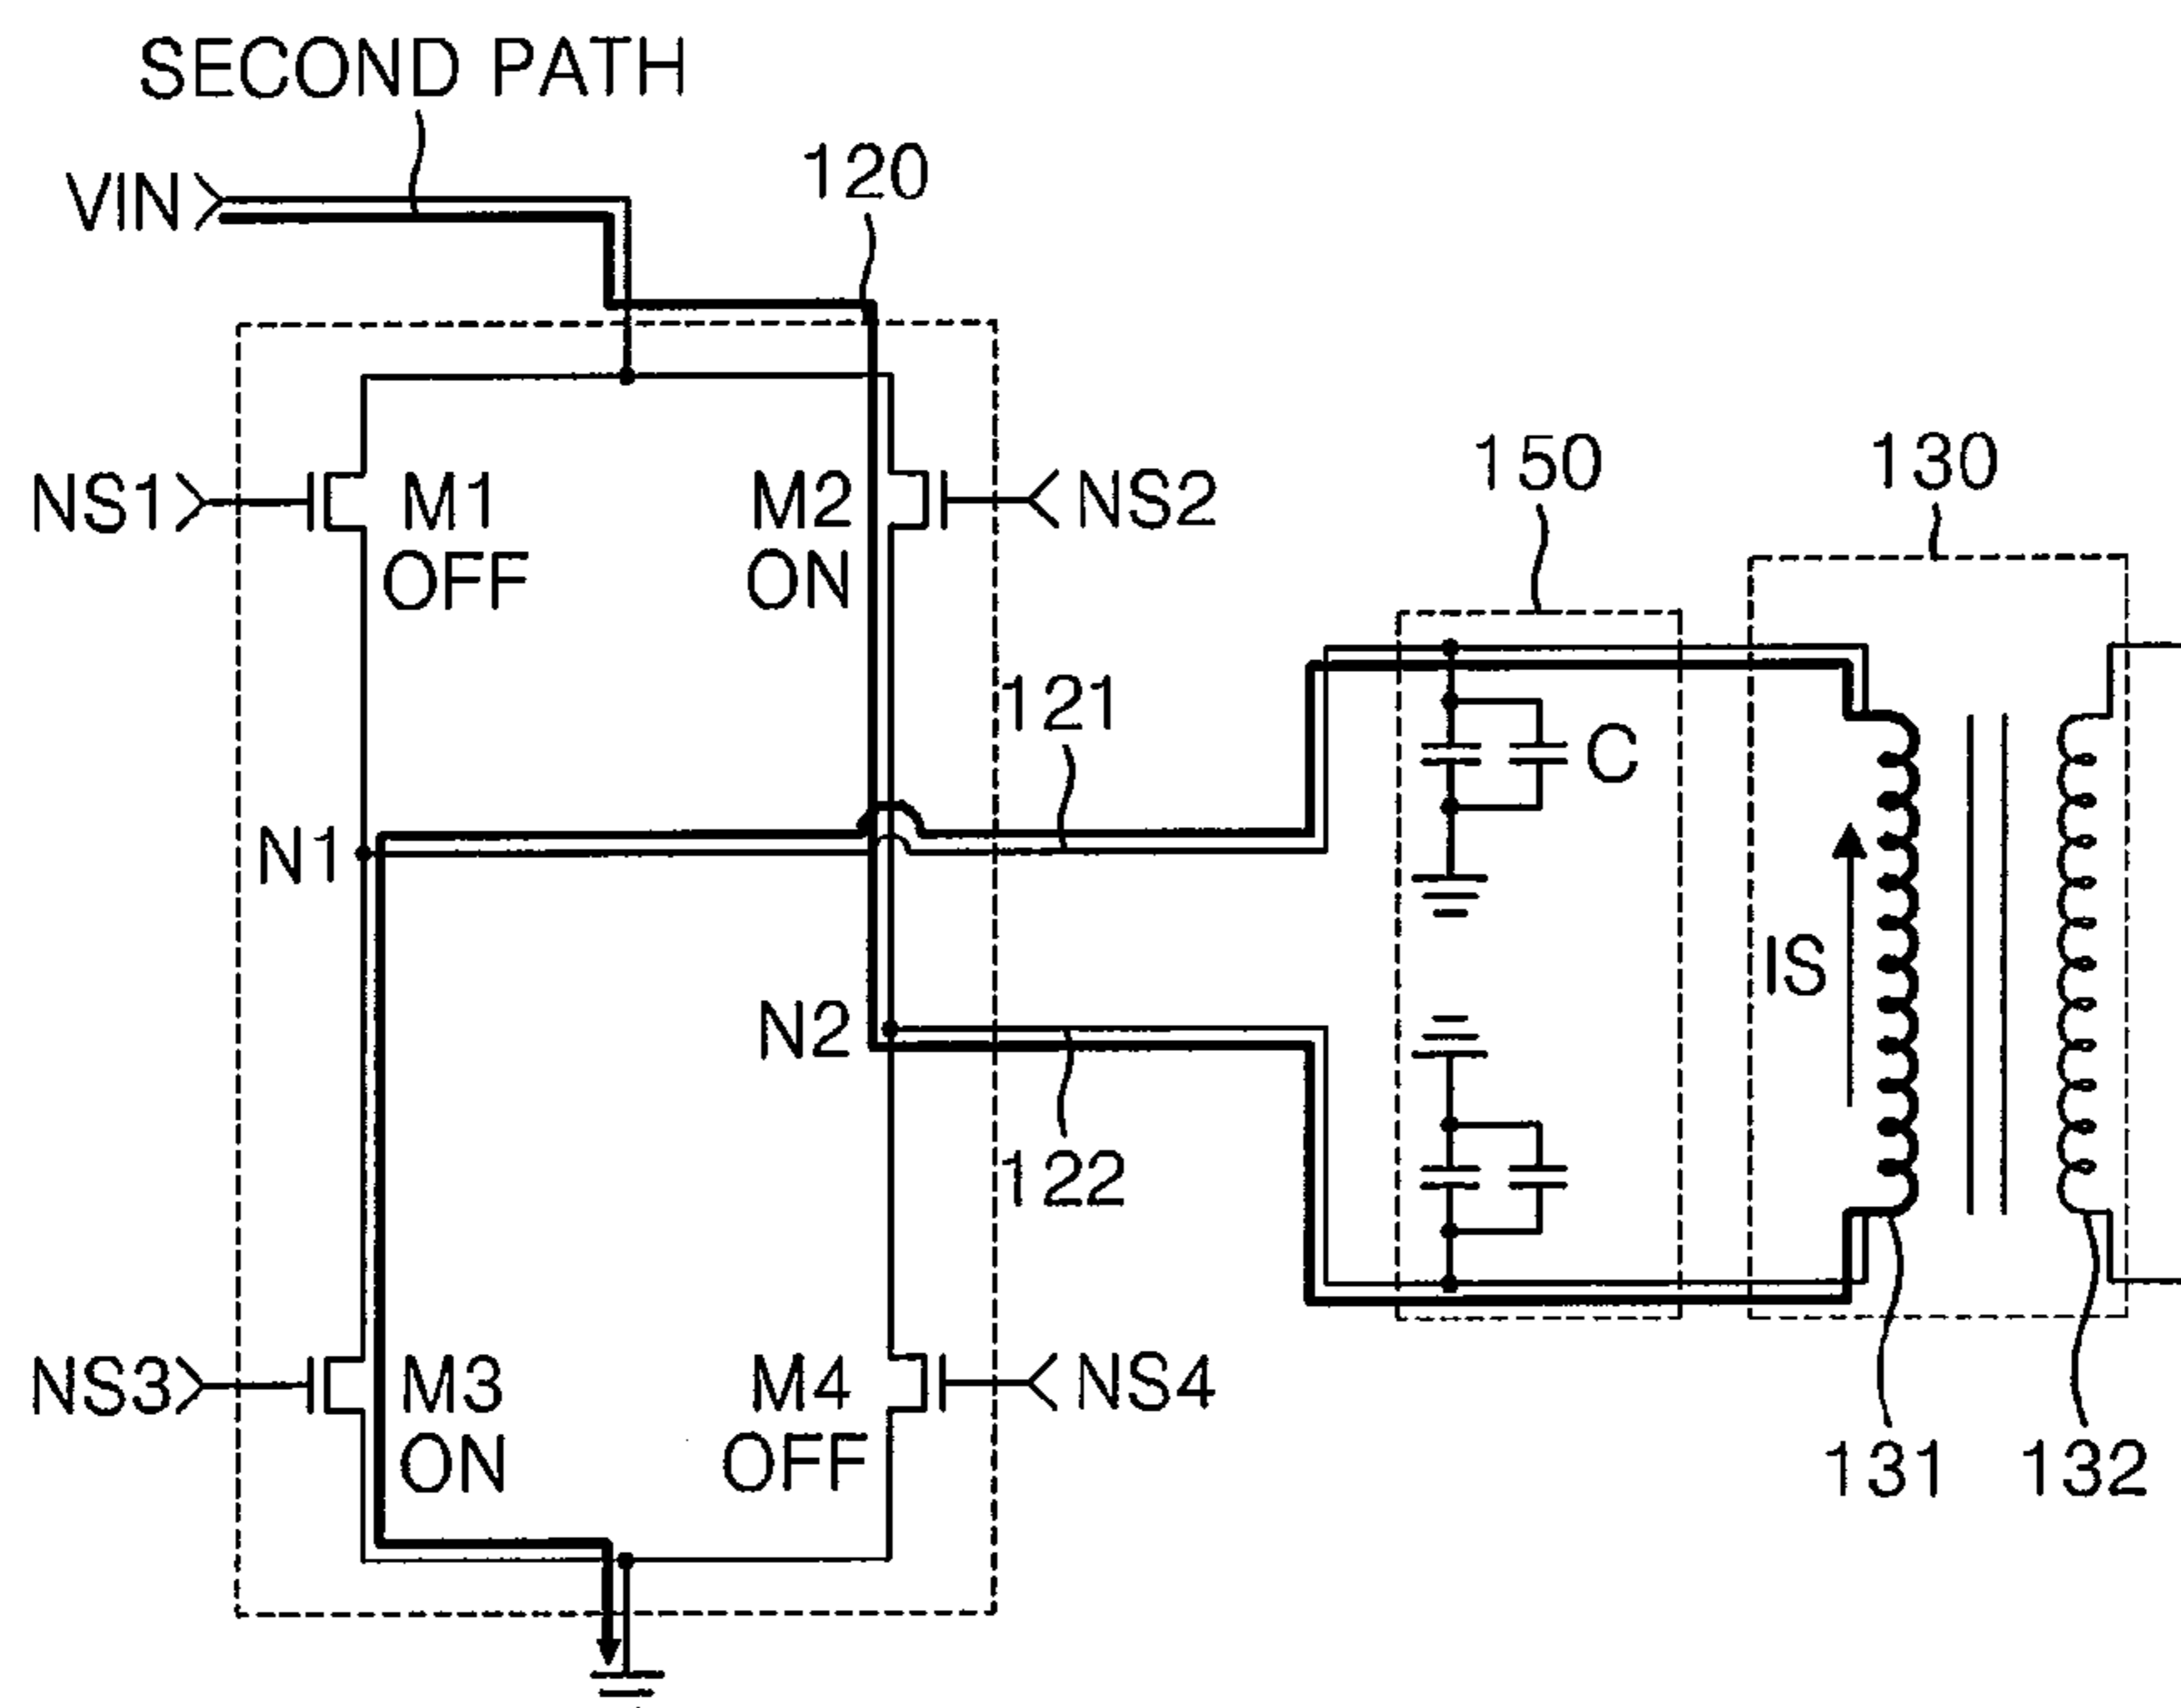 SECOND PATH
VIN
120
NS1
M1
OFF
M2
ON
NS2
150
130
121
C
N1
IS
N2
122
NS3
M3
ON
M4
OFF
NS4
131
132